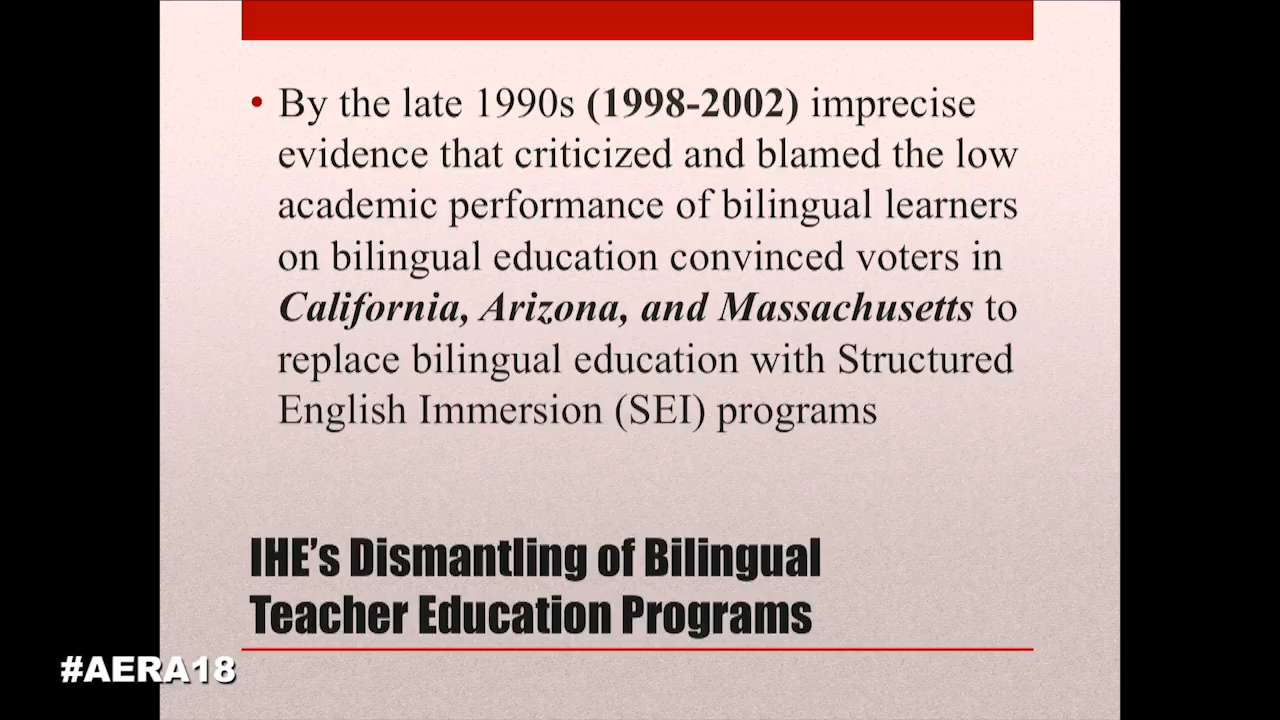 • By the late 1990s (1998-2002) imprecise
evidence that criticized and blamed the low
academic performance of bilingual learners
on bilingual education convinced voters in
California, Arizona, and Massachusetts to
replace bilingual education with Structured
English Immersion (SEI) programs
IHE’s Dismantling of Bilingual
Teacher Education Programs
#AERA18